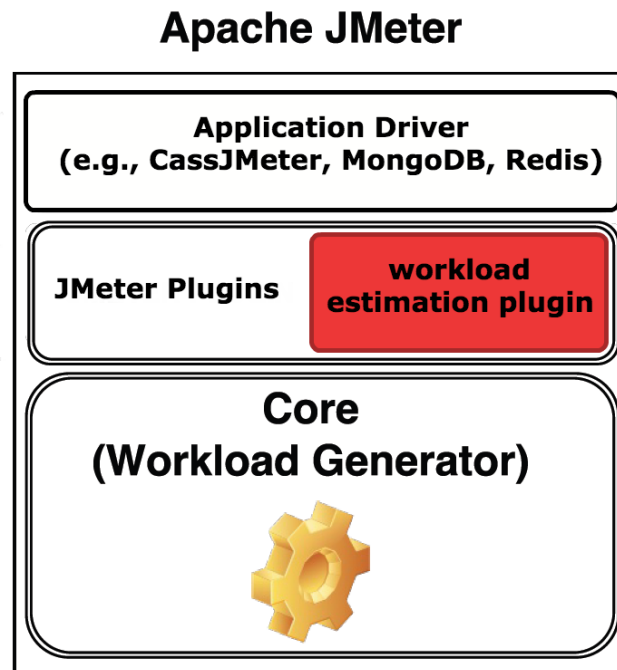 Apache JMeter
Application Driver
(e.g., CassJMeter, MongoDB, Redis)
JMeter Plugins
workload
estimation plugin
Core
(Workload Generator)